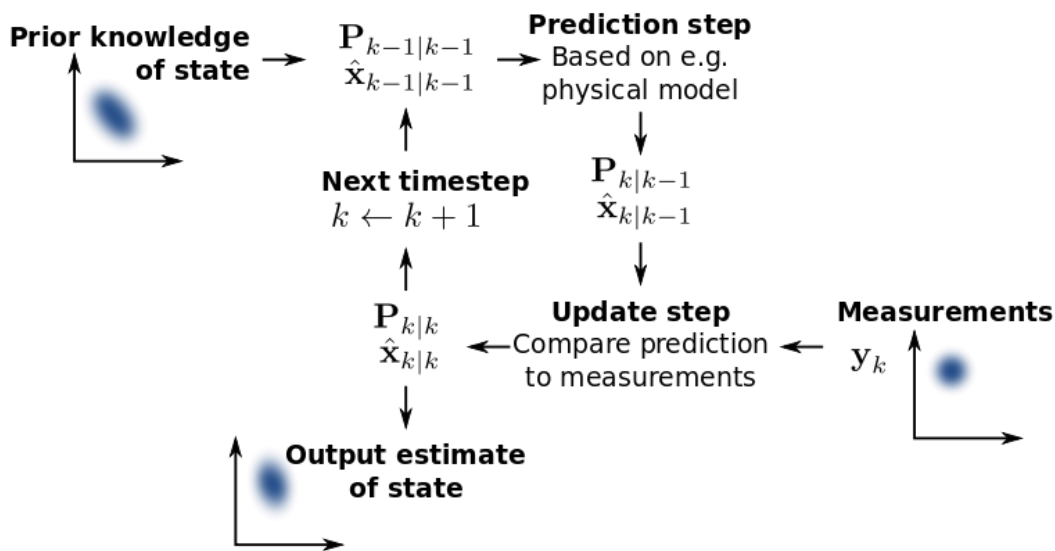 Prior knowledge
of state
P_{k−1|k−1}
x̂_{k−1|k−1}
Prediction step
Based on e.g.
physical model
P_{k|k−1}
x̂_{k|k−1}
Next timestep
k ← k + 1
P_{k|k}
x̂_{k|k}
Update step
Compare prediction
to measurements
Measurements
y_k
Output estimate
of state